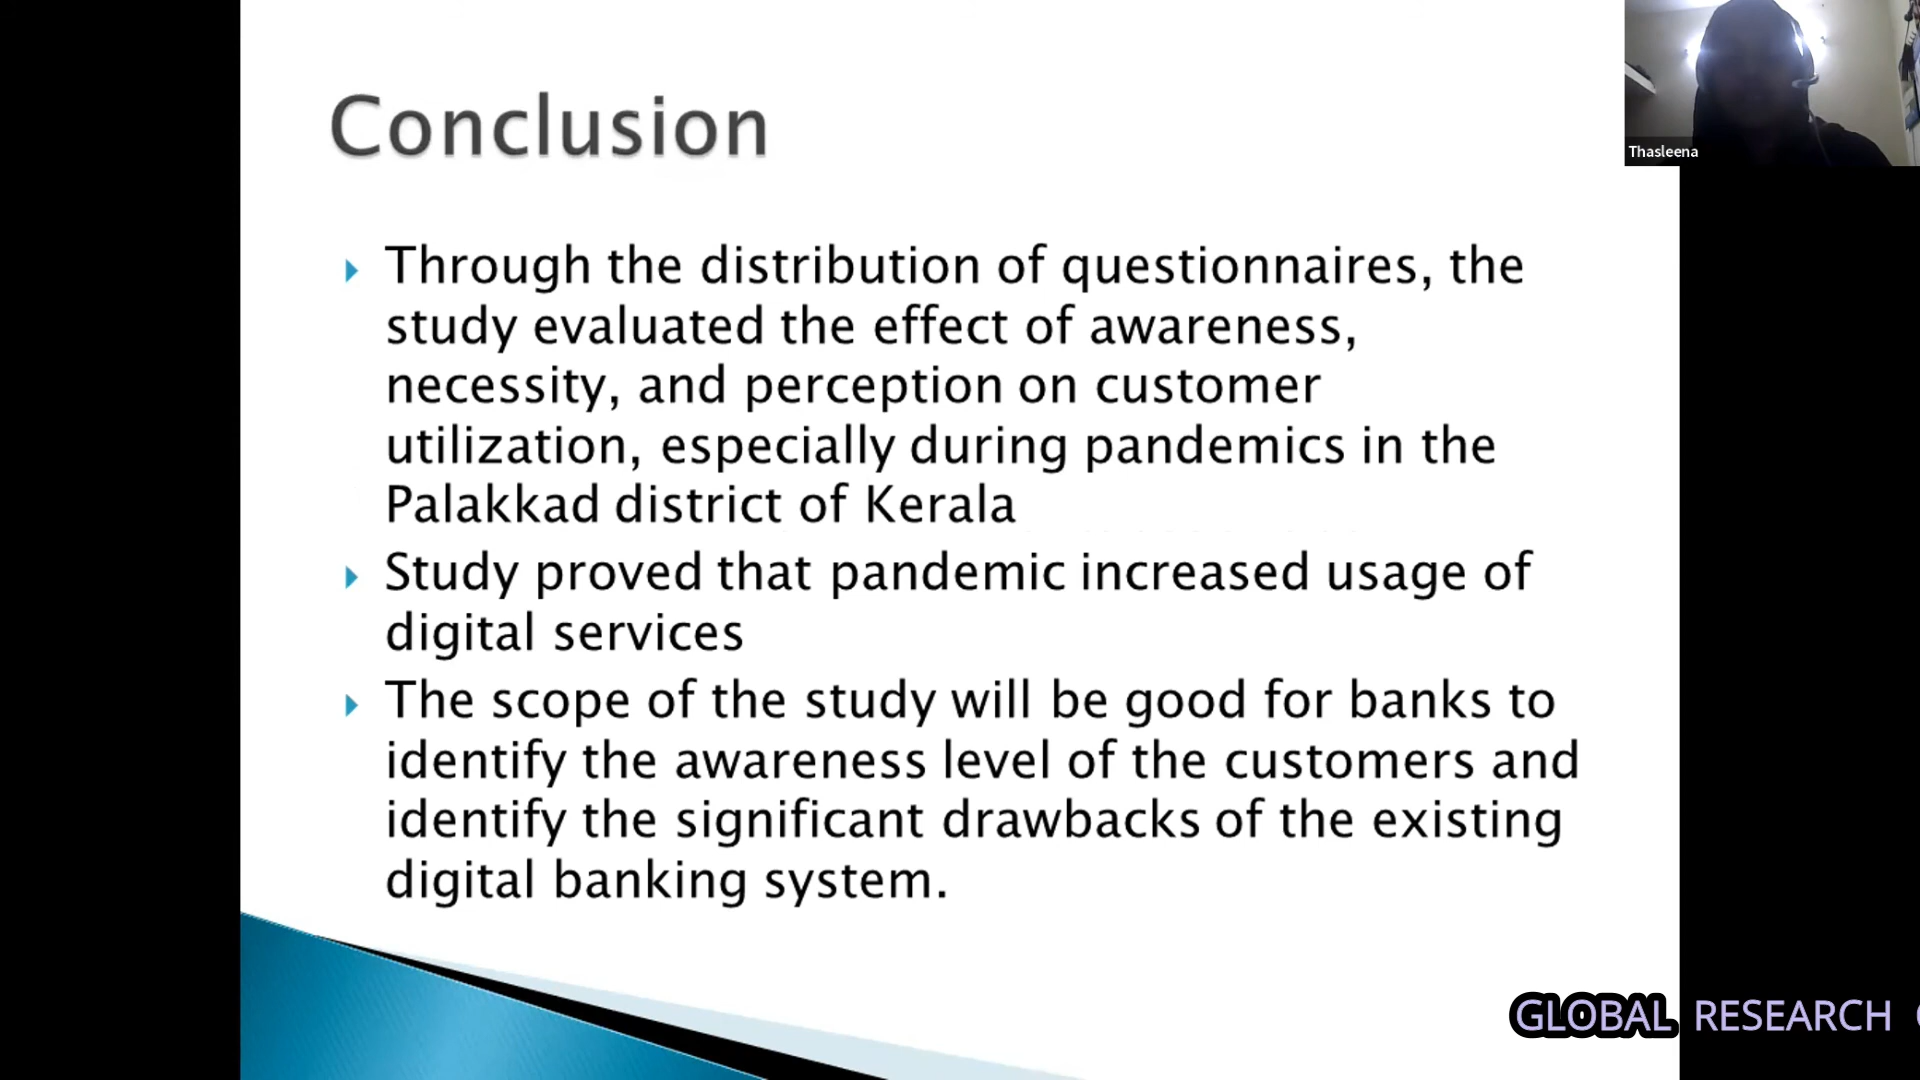 Conclusion
Through the distribution of questionnaires, the
study evaluated the effect of awareness,
necessity, and perception on customer
utilization, especially during pandemics in the
Palakkad district of Kerala
Study proved that pandemic increased usage of
digital services
The scope of the study will be good for banks to
identify the awareness level of the customers and
identify the significant drawbacks of the existing
digital banking system.
Thasleena
GLOBAL RESEARCH